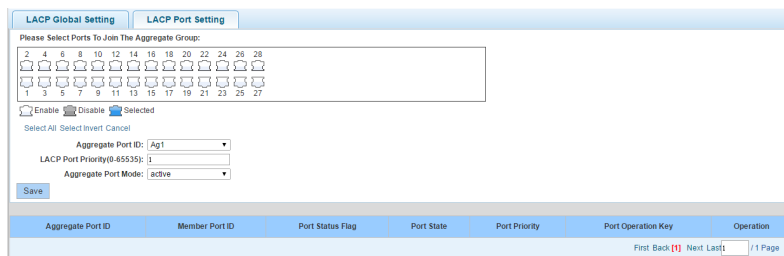 LACP Global Setting LACP Port Setting
Please Select Ports To Join The Aggregate Group:
2 4 6 8 10 12 14 16 18 20 22 24 26 28
1 3 5 7 9 11 13 15 17 19 21 23 25 27
Enable Disable Selected
Select All Select Invert Cancel
Aggregate Port ID: Ag1
LACP Port Priority(0-65535): 1
Aggregate Port Mode: active
Save
Aggregate Port ID Member Port ID Port Status Flag Port State Port Priority Port Operation Key Operation
First Back [1] Next Last 1 / 1 Page